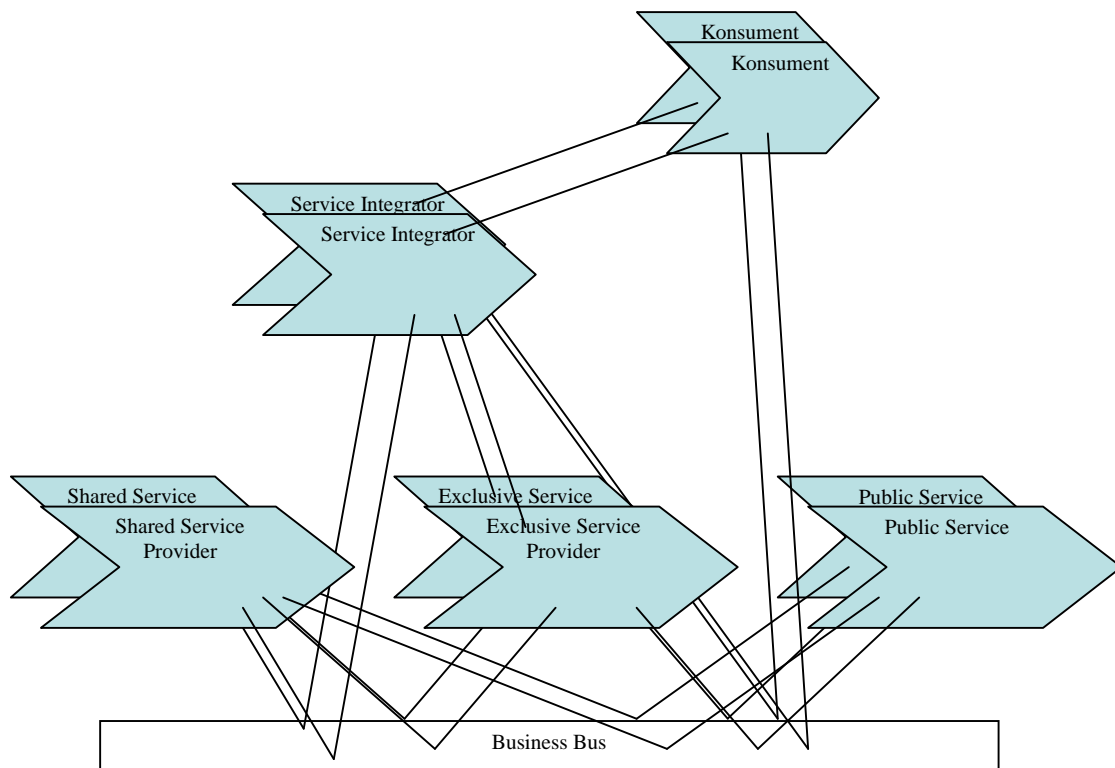 Konsument
Konsument
Service Integrator
Service Integrator
Shared Service
Shared Service
Provider
Exclusive Service
Exclusive Service
Provider
Public Service
Public Service
Business Bus